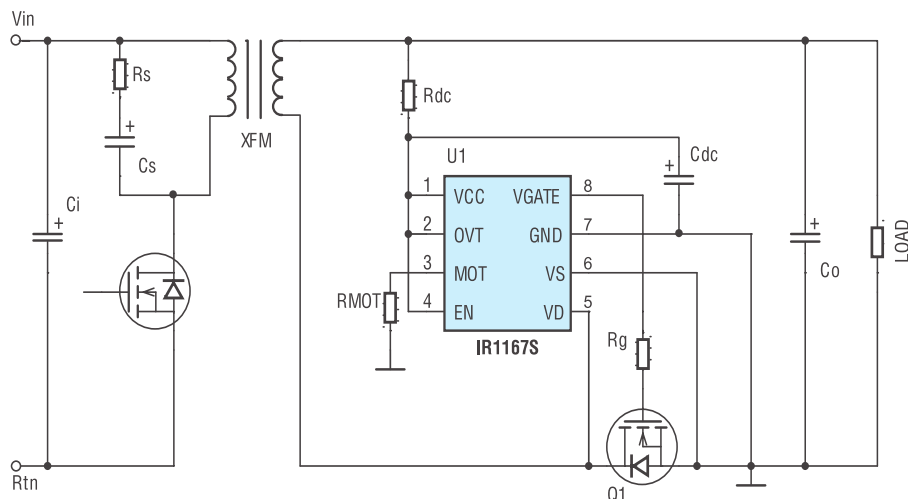 Vin
Rs
XFM
Rdc
Cs
Ci
U1
Cdc
1 VCC VGATE 8
2 OVT GND 7
3 MOT VS 6
4 EN VD 5
RMOT
IR1167S
Rg
Co
LOAD
Rtn
Q1